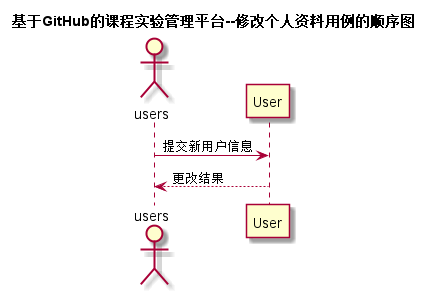 基于GitHub的课程实验管理平台--修改个人资料用例的顺序图
users
User
提交新用户信息
更改结果
users
User